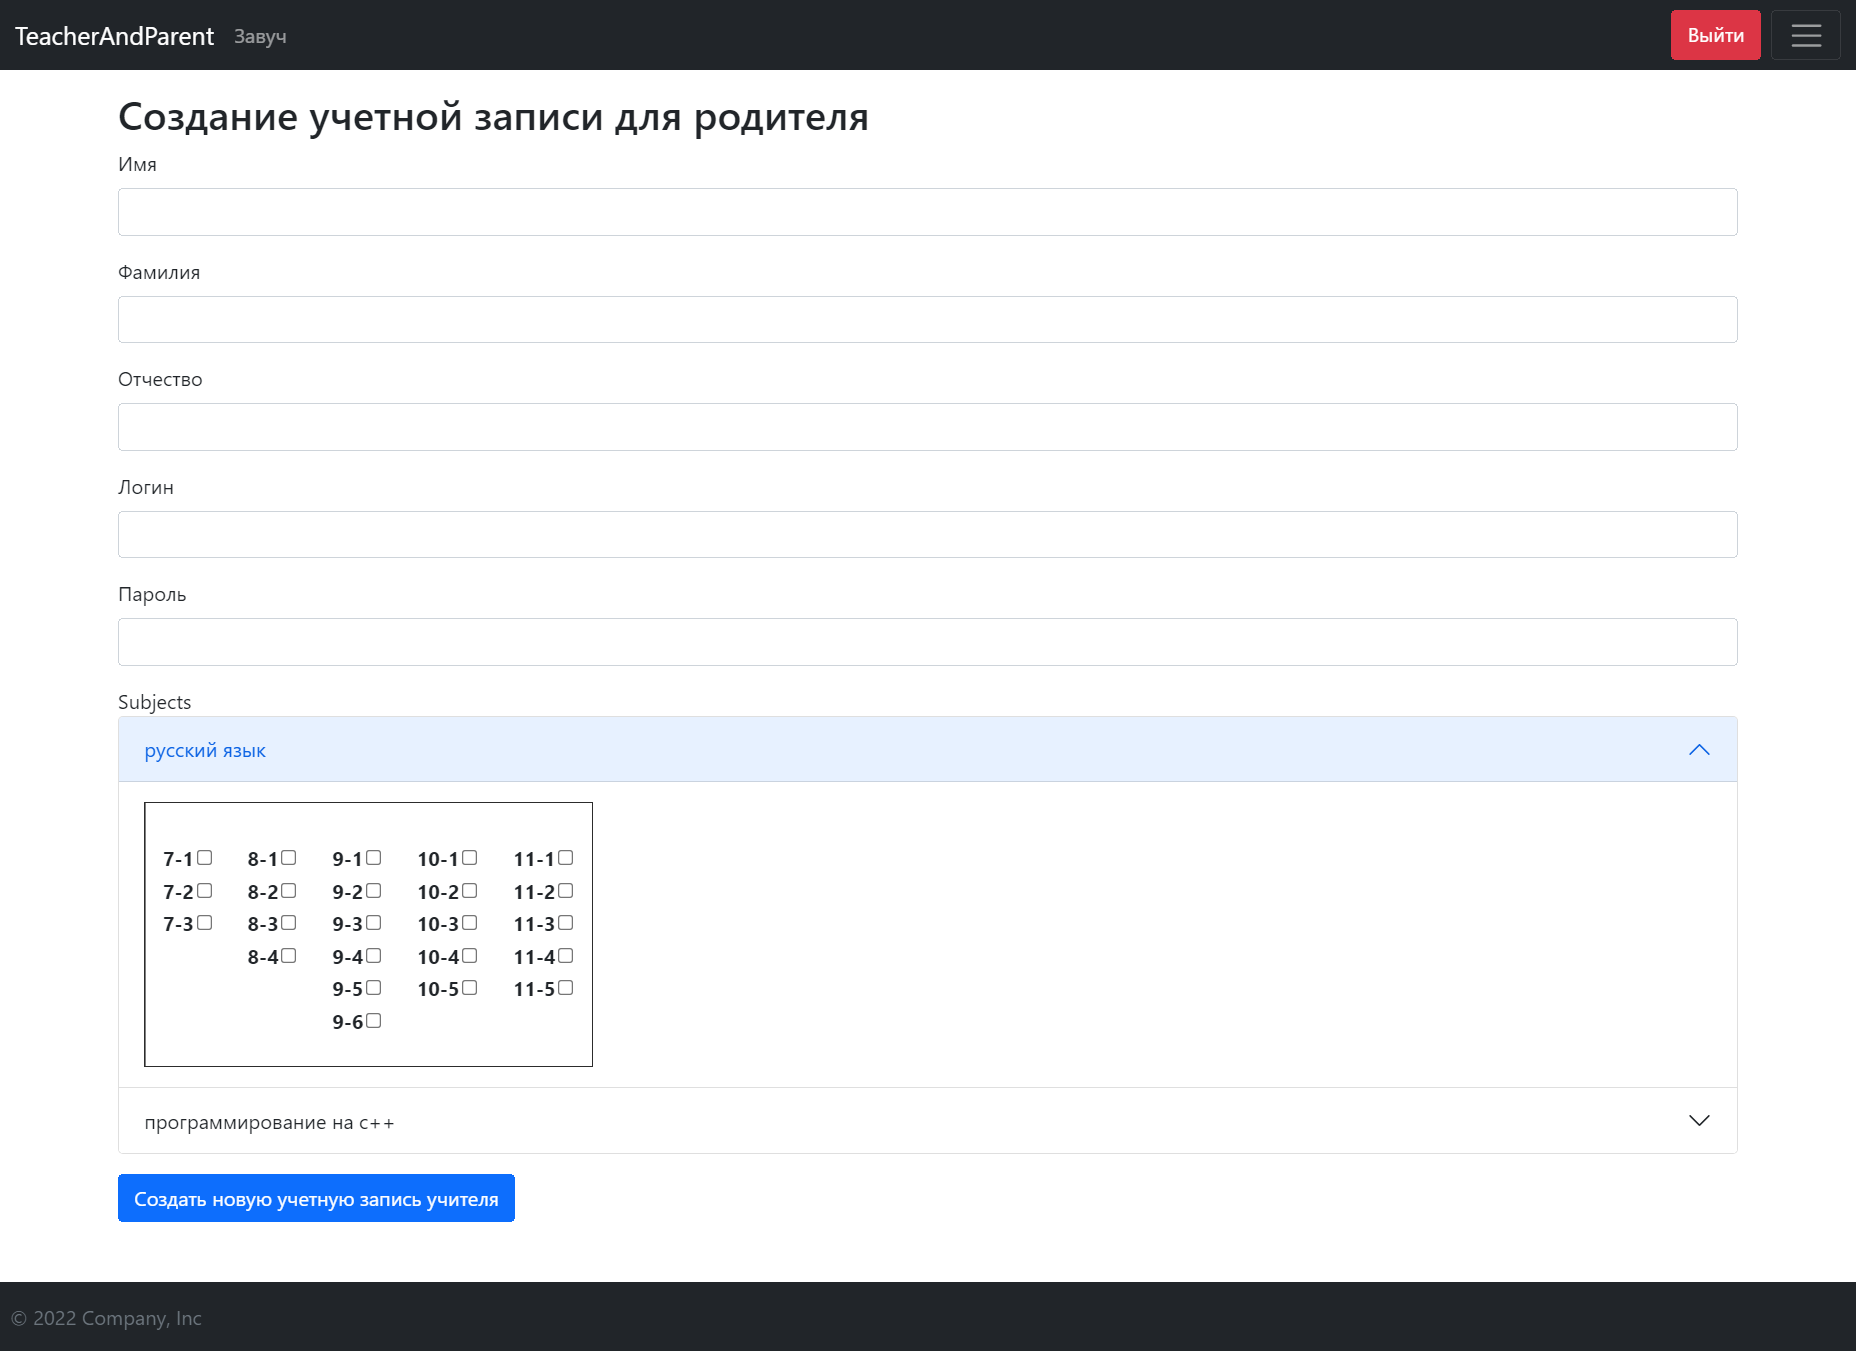 TeacherAndParent Завуч Выйти
Создание учетной записи для родителя
Имя
Фамилия
Отчество
Логин
Пароль
Subjects
русский язык
7-1 8-1 9-1 10-1 11-1
7-2 8-2 9-2 10-2 11-2
7-3 8-3 9-3 10-3 11-3
8-4 9-4 10-4 11-4
9-5 10-5 11-5
9-6
программирование на с++
Создать новую учетную запись учителя
© 2022 Company, Inc